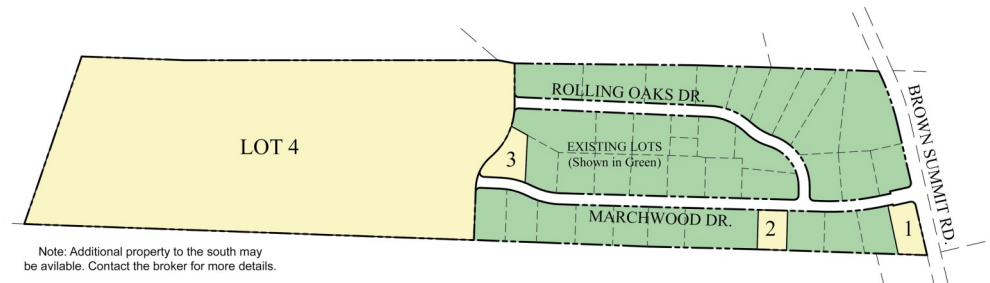 ROLLING OAKS DR.
BROWN SUMMIT RD.
LOT 4
EXISTING LOTS
(Shown in Green)
3
MARCHWOOD DR.
2
1
Note: Additional property to the south may
be avilable. Contact the broker for more details.